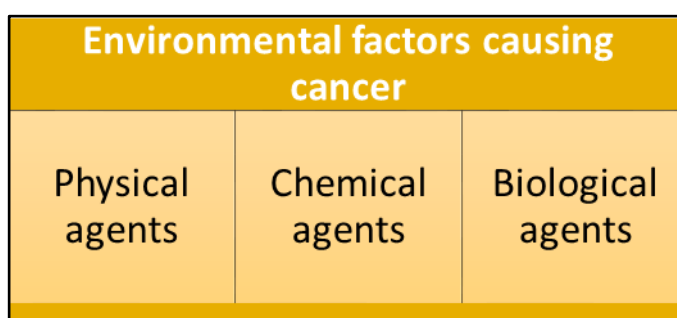 Environmental factors causing
cancer
Physical
agents
Chemical
agents
Biological
agents